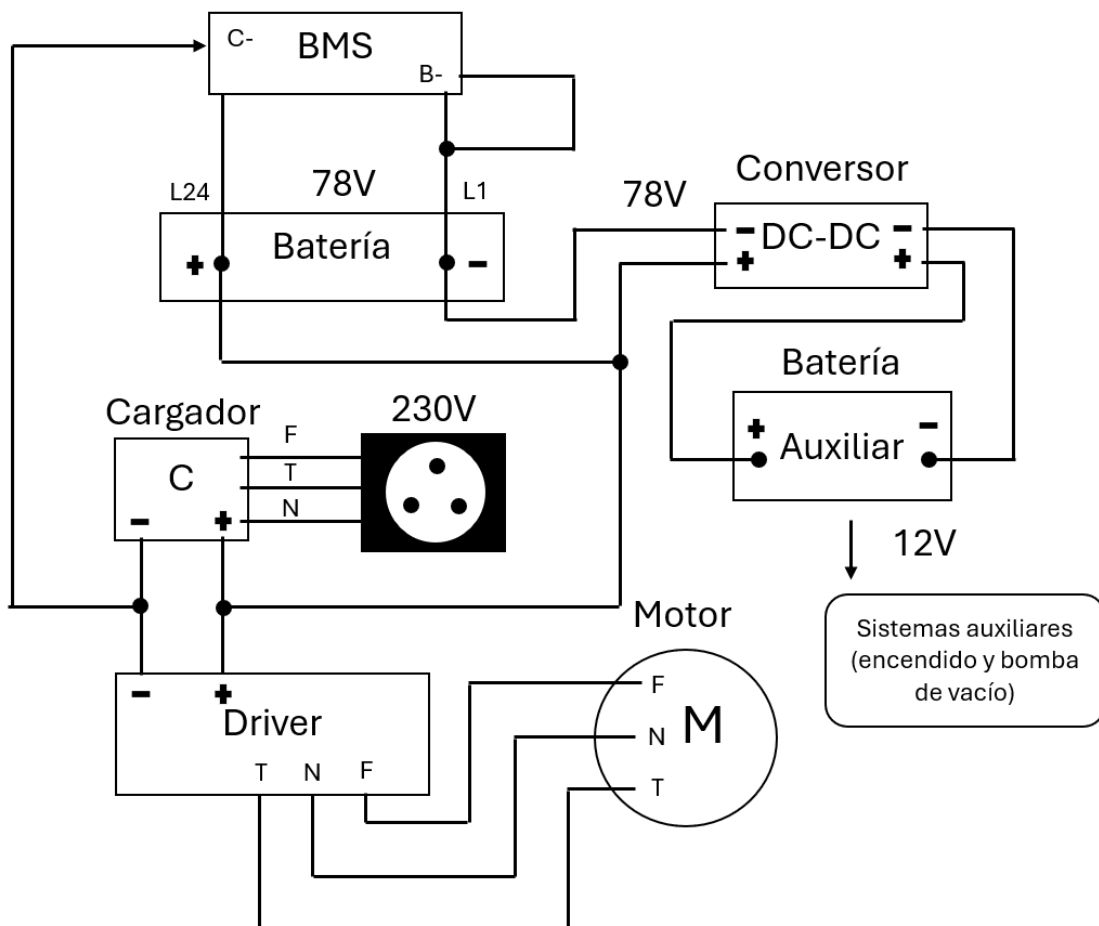 C-
BMS
B-
L24
78V
L1
Batería
+
-
78V
Conversor
-
DC-DC
-
+
+
Batería
+
-
Auxiliar
12V
Sistemas auxiliares
(encendido y bomba
de vacío)
Cargador
230V
F
C
T
N
-
+
-
+
Driver
T
N
F
Motor
F
M
N
T